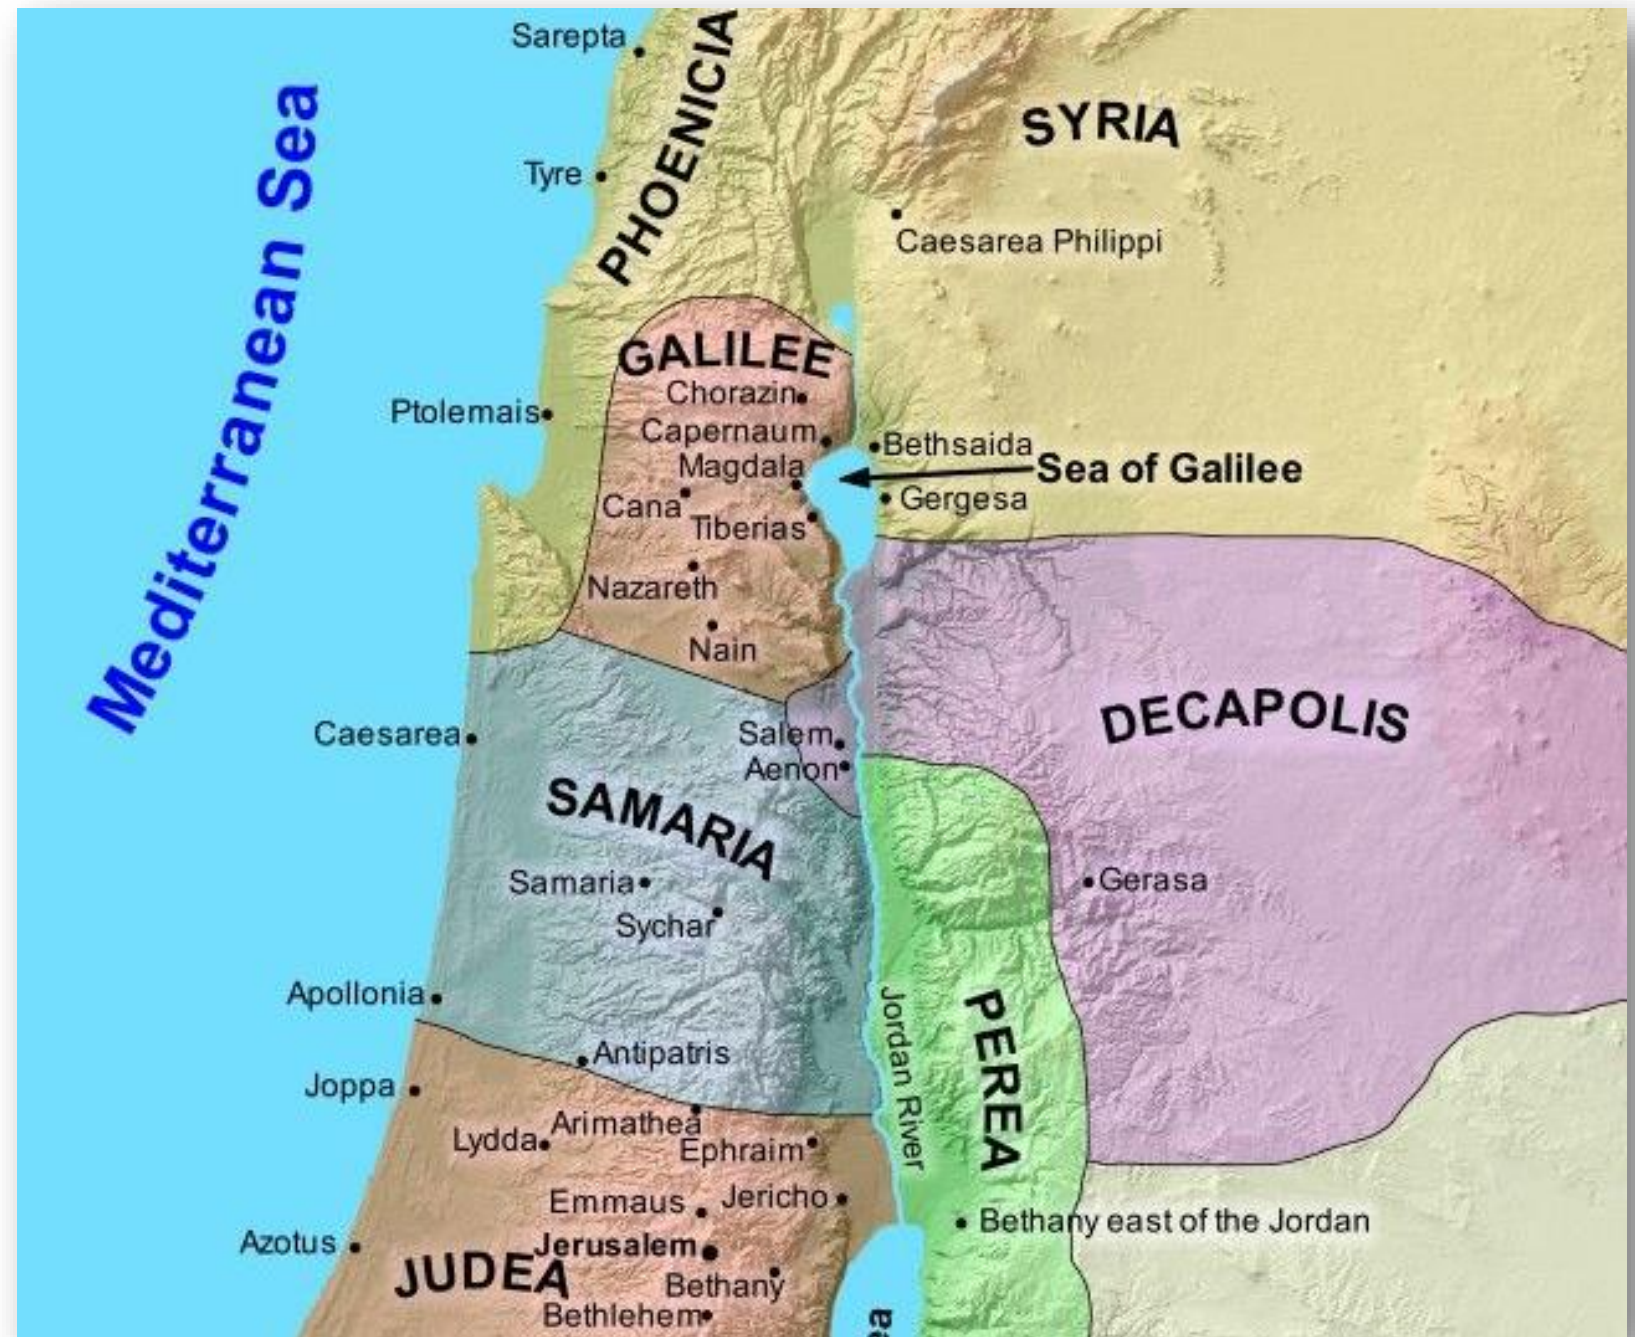 Sarepta
PHOENICIA
SYRIA
Mediterranean Sea
Tyre
Caesarea Philippi
GALILEE
Chorazin
Ptolemais
Capernaum
Bethsaida
Magdala
Sea of Galilee
Cana
Gergesa
Tiberias
Nazareth
Nain
DECAPOLIS
Caesarea
Salem
Aenon
SAMARIA
Samaria
Gerasa
Sychar
Apollonia
Jordan River
PEREA
Antipatris
Joppa
Arimathea
Lydda
Ephraim
Emmaus
Jericho
Bethany east of the Jordan
Azotus
Jerusalem
JUDEA
Bethany
Bethlehem
ea